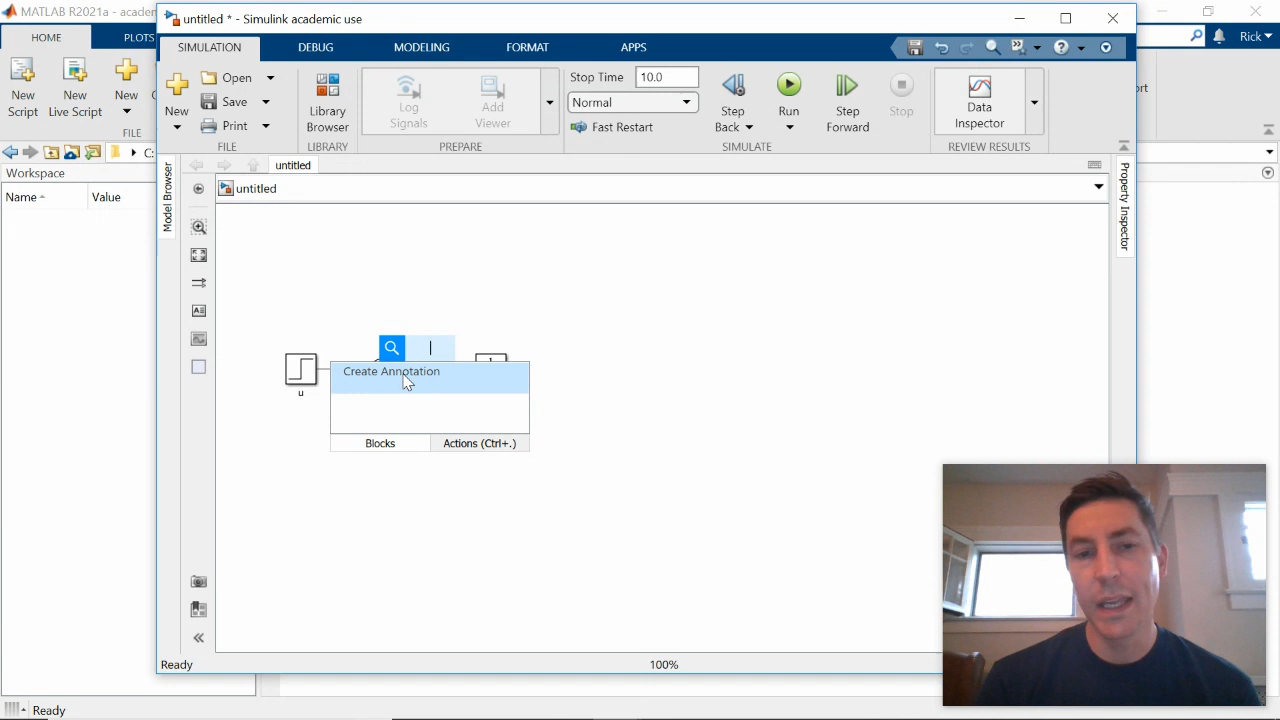 MATLAB R2021a - acader
untitled * - Simulink academic use
HOME
PLOTS
SIMULATION
DEBUG
MODELING
FORMAT
APPS
Rick
New
Script
New
Live Script
New
FILE
New
Open
Save
Print
FILE
Library
Browser
LIBRARY
Log
Signals
Add
Viewer
PREPARE
Stop Time
10.0
Normal
Fast Restart
Step
Back
Run
Step
Forward
Stop
SIMULATE
Data
Inspector
REVIEW RESULTS
ort
C:
untitled
Workspace
Name
Value
Model Browser
untitled
Property Inspector
u
Create Annotation
Blocks
Actions (Ctrl+.)
Ready
100%
Ready